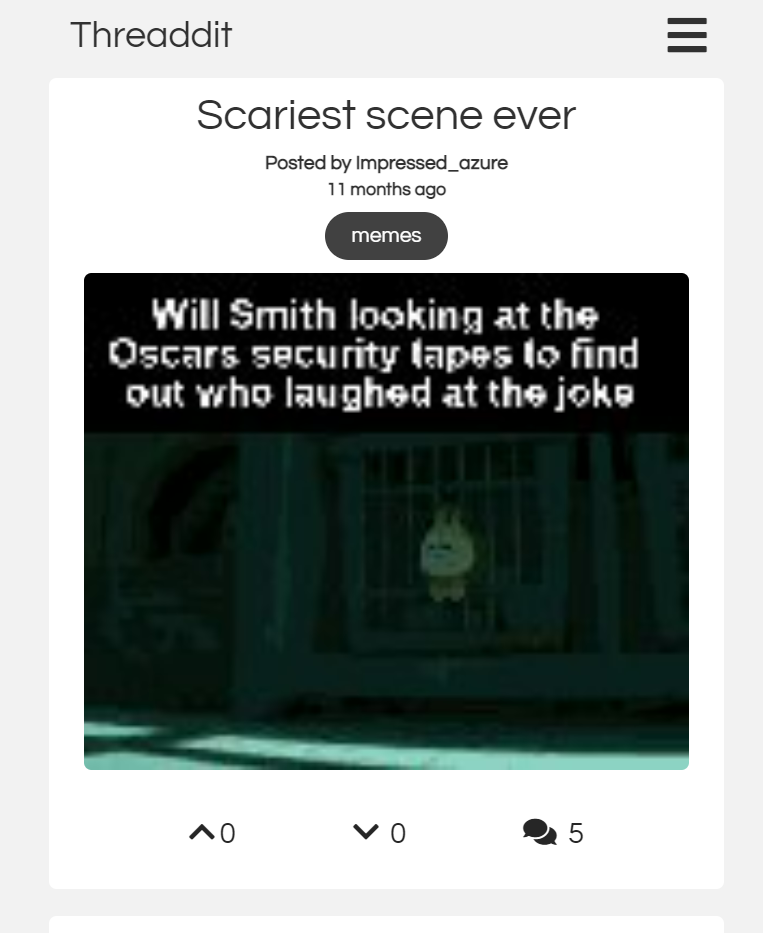 Threaddit
Scariest scene ever
Posted by Impressed_azure
11 months ago
memes
Will Smith looking at the
Oscars security tapes to find
out who laughed at the joke
0
0
5